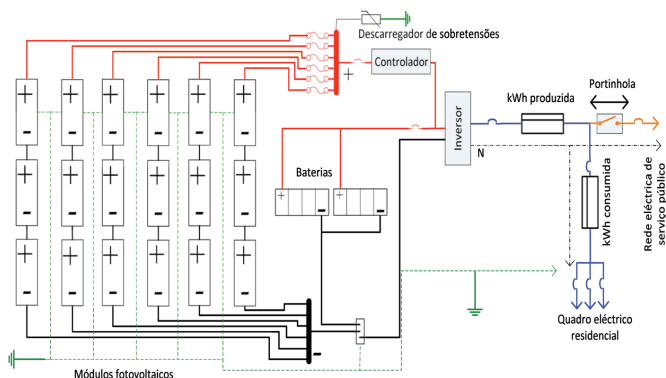 Descarregador de sobretensões
Controlador
kWh produzida
Portinhola
Inversor
N
Baterias
kWh consumida
Rede eléctrica de
serviço público
Quadro eléctrico
residencial
Módulos fotovoltaicos